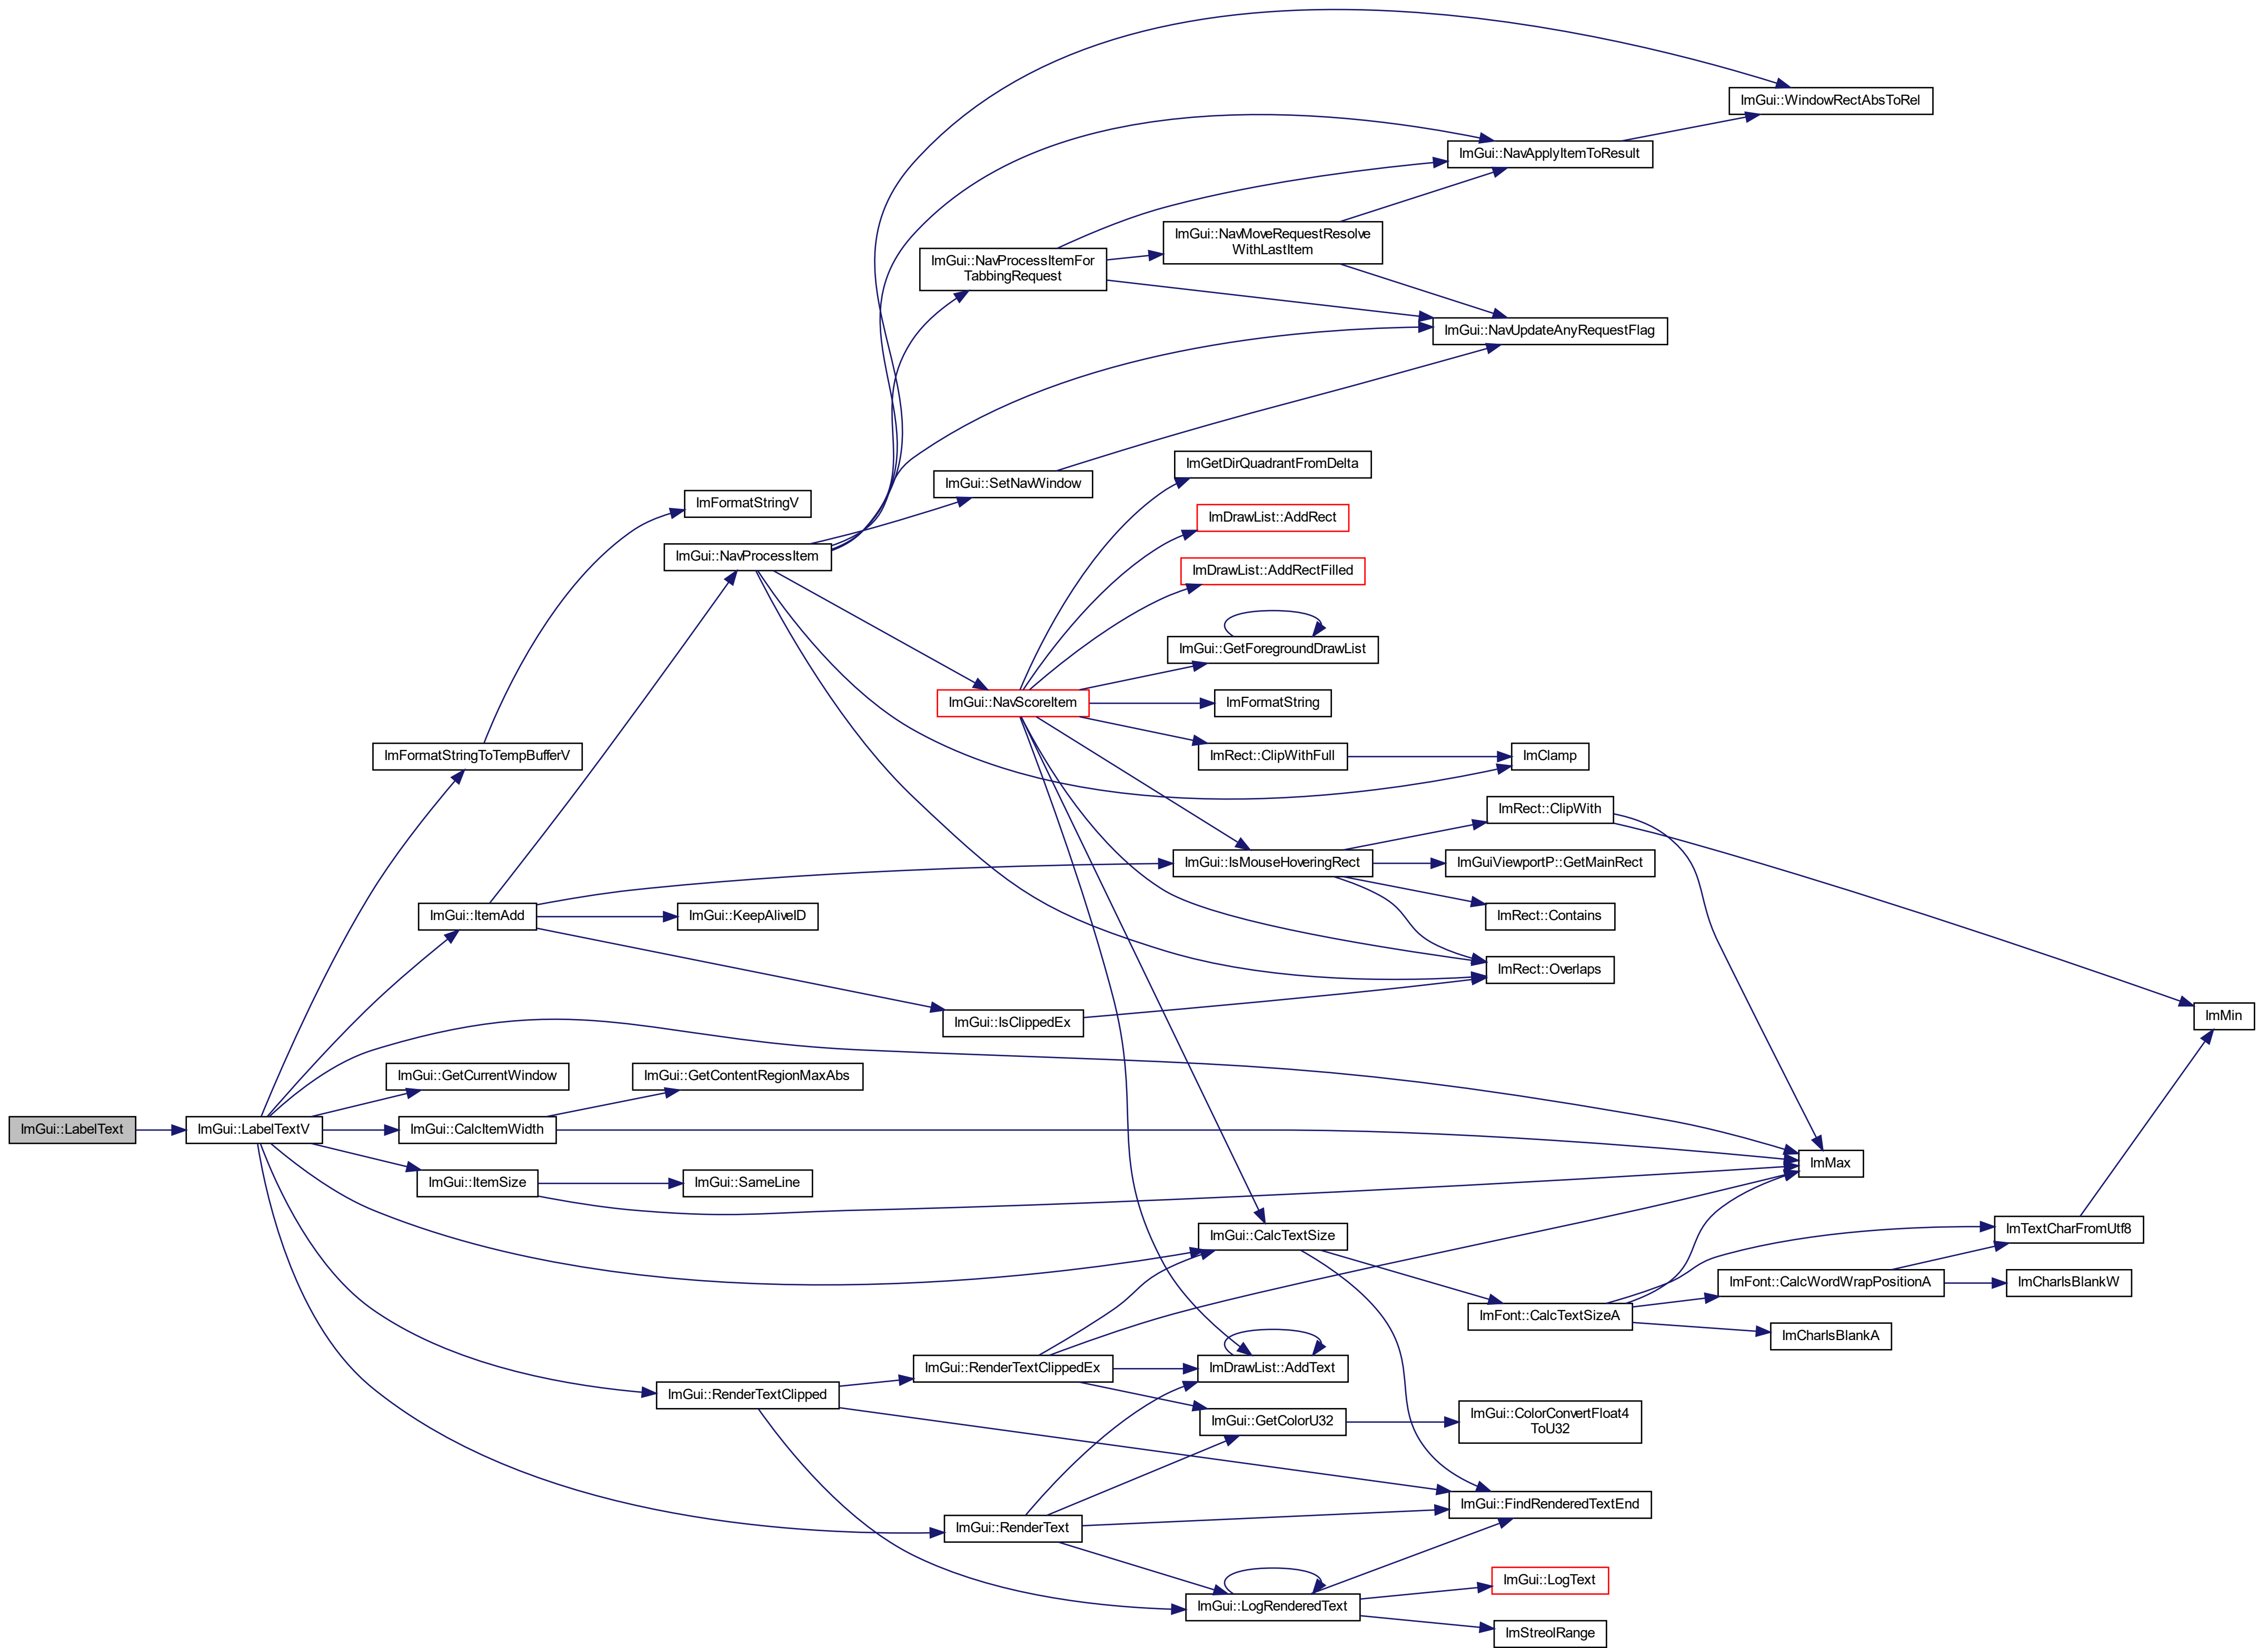 ImGui::WindowRectAbsToRel
ImGui::NavApplyItemToResult
ImGui::NavMoveRequestResolve
WithLastItem
ImGui::NavProcessItemFor
TabbingRequest
ImGui::NavUpdateAnyRequestFlag
ImGetDirQuadrantFromDelta
ImGui::SetNavWindow
ImFormatStringV
ImDrawList::AddRect
ImGui::NavProcessItem
ImDrawList::AddRectFilled
ImGui::GetForegroundDrawList
ImGui::NavScoreItem
ImFormatString
ImFormatStringToTempBufferV
ImRect::ClipWithFull
ImClamp
ImRect::ClipWith
ImGui::IsMouseHoveringRect
ImGuiViewportP::GetMainRect
ImGui::ItemAdd
ImGui::KeepAliveID
ImRect::Contains
ImRect::Overlaps
ImGui::IsClippedEx
ImMin
ImGui::GetCurrentWindow
ImGui::GetContentRegionMaxAbs
ImGui::LabelText
ImGui::LabelTextV
ImGui::CalcItemWidth
ImMax
ImGui::ItemSize
ImGui::SameLine
ImGui::CalcTextSize
ImTextCharFromUtf8
ImFont::CalcWordWrapPositionA
ImCharIsBlankW
ImFont::CalcTextSizeA
ImCharIsBlankA
ImGui::RenderTextClippedEx
ImDrawList::AddText
ImGui::RenderTextClipped
ImGui::GetColorU32
ImGui::ColorConvertFloat4
ToU32
ImGui::FindRenderedTextEnd
ImGui::RenderText
ImGui::LogText
ImGui::LogRenderedText
ImStreolRange